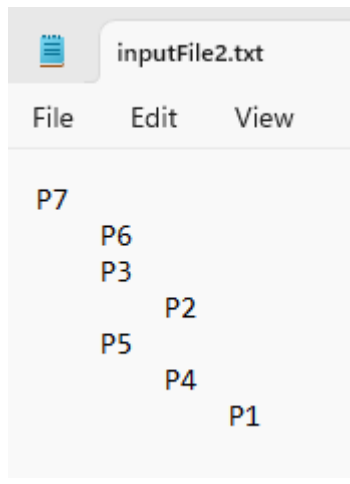 inputFile2.txt
File Edit View
P7
P6
P3
P2
P5
P4
P1